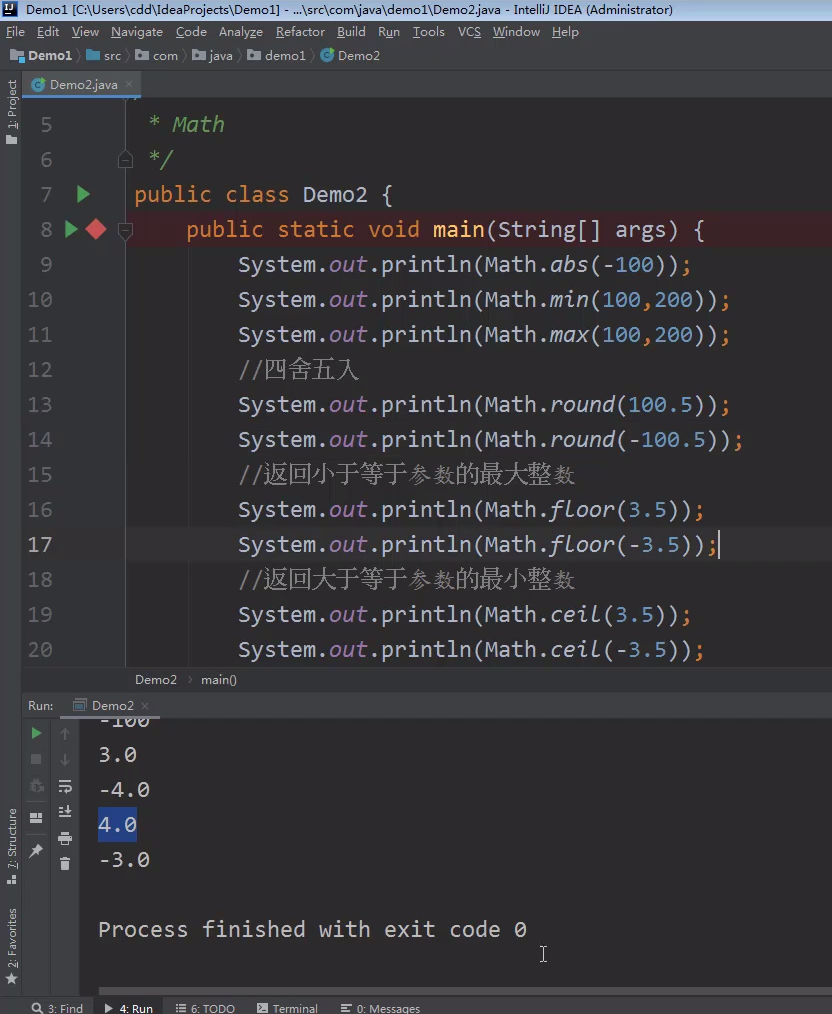 Demo1 [C:\Users\cdd\IdeaProjects\Demo1] - ...\src\com\java\demo1\Demo2.java - IntelliJ IDEA (Administrator)
File Edit View Navigate Code Analyze Refactor Build Run Tools VCS Window Help
Demo1 src com java demo1 Demo2
Demo2.java
1: Project
5 * Math
6 */
7 public class Demo2 {
8 public static void main(String[] args) {
9 System.out.println(Math.abs(-100));
10 System.out.println(Math.min(100,200));
11 System.out.println(Math.max(100,200));
12 //四舍五入
13 System.out.println(Math.round(100.5));
14 System.out.println(Math.round(-100.5));
15 //返回小于等于参数的最大整数
16 System.out.println(Math.floor(3.5));
17 System.out.println(Math.floor(-3.5));
18 //返回大于等于参数的最小整数
19 System.out.println(Math.ceil(3.5));
20 System.out.println(Math.ceil(-3.5));
Demo2 main()
Run: Demo2
-100
3.0
-4.0
4.0
-3.0
Process finished with exit code 0
7: Structure
2: Favorites
3: Find 4: Run 6: TODO Terminal 0: Messages